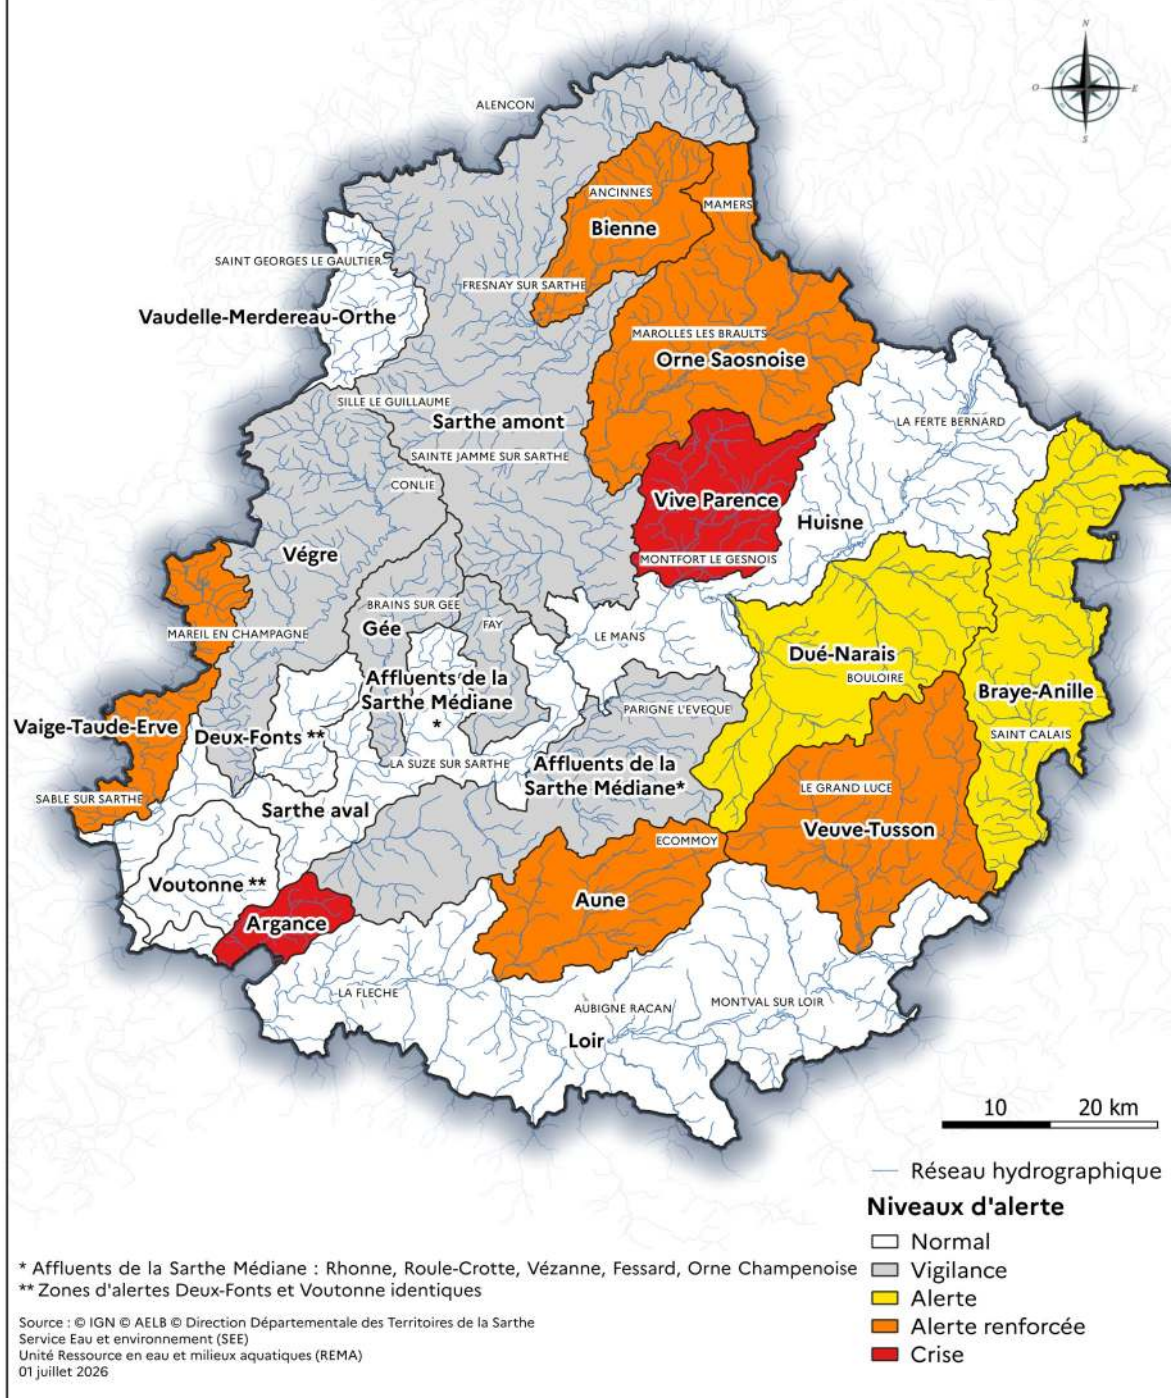 N
O
E
S
ALENCON
ANCINNES
MAMERS
Bienne
SAINT GEORGES LE GAULTIER
FRESNAY SUR SARTHE
Vaudelle-Merdereau-Orthe
MAROLLES LES BRAULTS
Orne Saosnoise
SILLE LE GUILLAUME
Sarthe amont
LA FERTE BERNARD
SAINTE JAMME SUR SARTHE
CONLIE
Vive Parence
Huisne
Végre
MONTFORT LE GESNOIS
BRAINS SUR GEE
Gée
FAY
MAREIL EN CHAMPAGNE
LE MANS
Dué-Narais
BOULOIRE
Affluents de la
Sarthe Médiane
*
Braye-Anille
PARIGNE L'EVEQUE
Vaige-Taude-Erve
Deux-Fonts **
SAINT CALAIS
LA SUZE SUR SARTHE
Affluents de la
Sarthe Médiane*
SABLE SUR SARTHE
LE GRAND LUCE
Sarthe aval
Veuve-Tusson
ECOMMOY
Voutonne **
Aune
Argance
LA FLECHE
AUBIGNE RACAN
MONTVAL SUR LOIR
Loir
10 20 km
Réseau hydrographique
Niveaux d'alerte
Normal
Vigilance
Alerte
Alerte renforcée
Crise
* Affluents de la Sarthe Médiane : Rhonne, Roule-Crotte, Vézanne, Fessard, Orne Champenoise
** Zones d'alertes Deux-Fonts et Voutonne identiques
Source : © IGN © AELB © Direction Départementale des Territoires de la Sarthe
Service Eau et environnement (SEE)
Unité Ressource en eau et milieux aquatiques (REMA)
01 juillet 2026